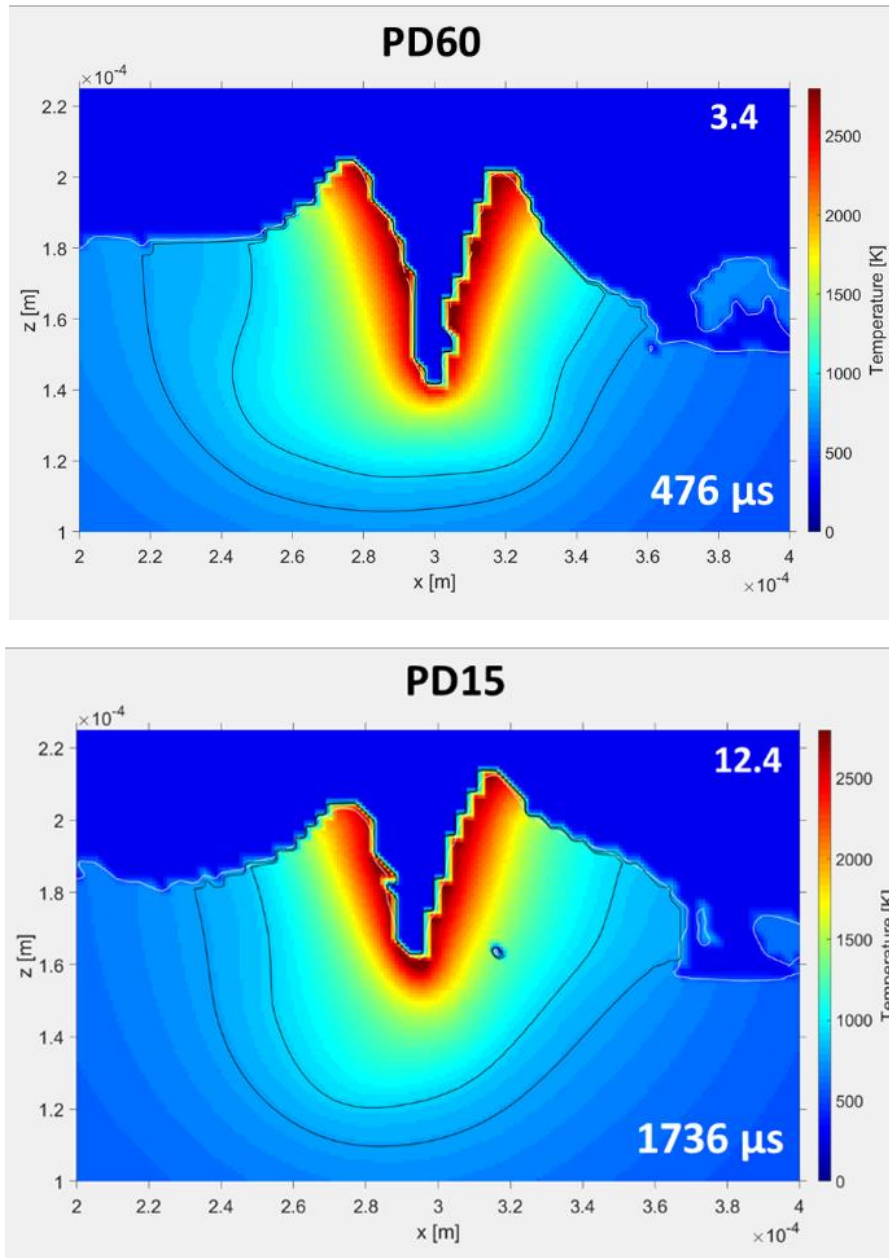 PD60
×10⁻⁴
3.4
2.2
2
1.8
1.6
1.4
1.2
1
z [m]
476 µs
2 2.2 2.4 2.6 2.8 3 3.2 3.4 3.6 3.8 4
x [m]
×10⁻⁴
2500
2000
1500
1000
500
0
Temperature [K]
PD15
×10⁻⁴
12.4
2.2
2
1.8
1.6
1.4
1.2
1
z [m]
1736 µs
2 2.2 2.4 2.6 2.8 3 3.2 3.4 3.6 3.8 4
x [m]
×10⁻⁴
2500
2000
1500
1000
500
0
Temperature [K]